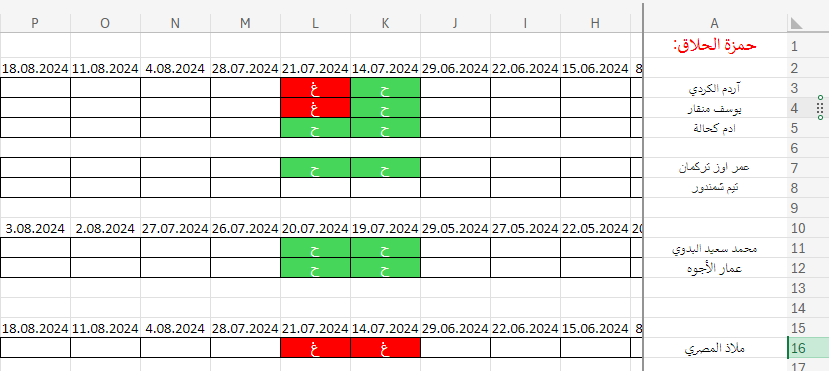 A H I J K L M N O P
1 حمزة الحلاق:
2 8 15.06.2024 22.06.2024 29.06.2024 14.07.2024 21.07.2024 28.07.2024 4.08.2024 11.08.2024 18.08.2024
3 آردم الكردي ح غ
4 يوسف منقار ح غ
5 ادم كحالة ح ح
6
7 عمر اوز تركمان ح ح
8 تيم شمندور
9
10 20 22.05.2024 27.05.2024 29.05.2024 19.07.2024 20.07.2024 26.07.2024 27.07.2024 2.08.2024 3.08.2024
11 محمد سعيد البدوي ح ح
12 عمار الأجوه ح ح
13
14
15 8 15.06.2024 22.06.2024 29.06.2024 14.07.2024 21.07.2024 28.07.2024 4.08.2024 11.08.2024 18.08.2024
16 ملاذ المصري غ غ
17